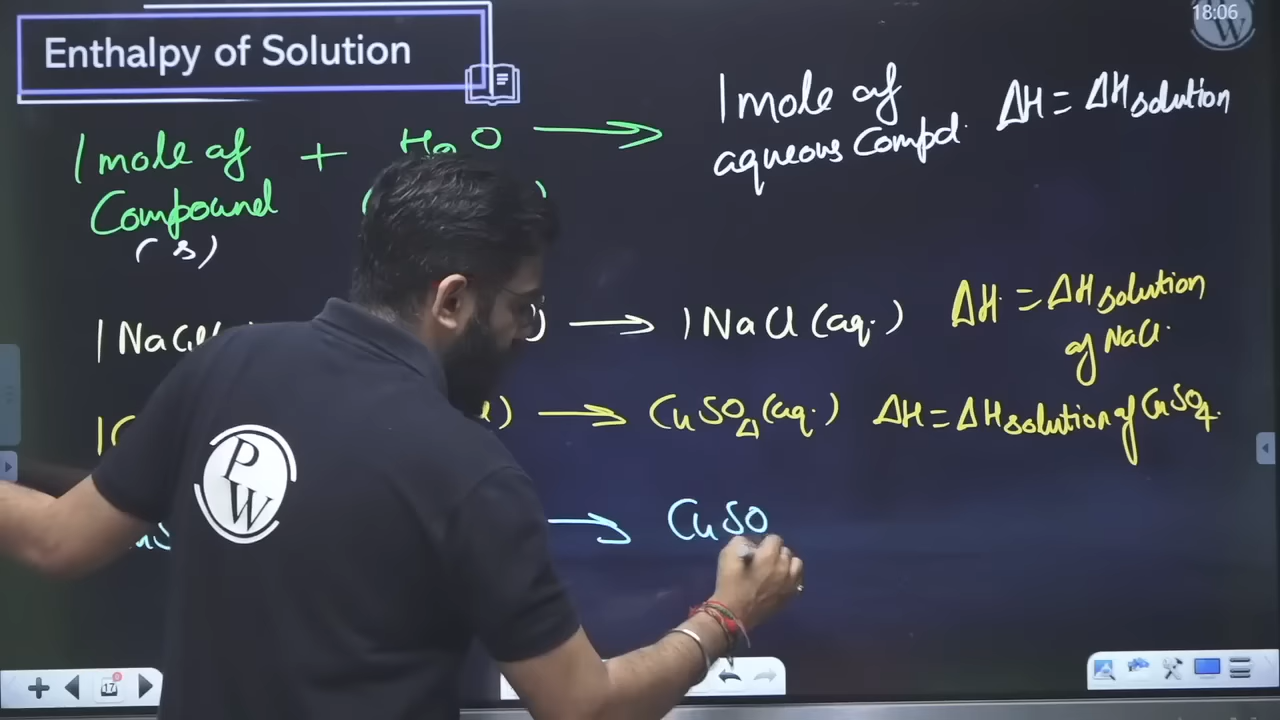 Enthalpy of Solution
18:06
1 mole of + H2O → 1 mole of ΔH = ΔH solution
Compound aqueous Compd.
(s)
→ 1 NaCl (aq.) ΔH = ΔH solution
of NaCl.
→ CuSO4 (aq.) ΔH = ΔH solution of CuSO4.
→ CuSO
P
W
17